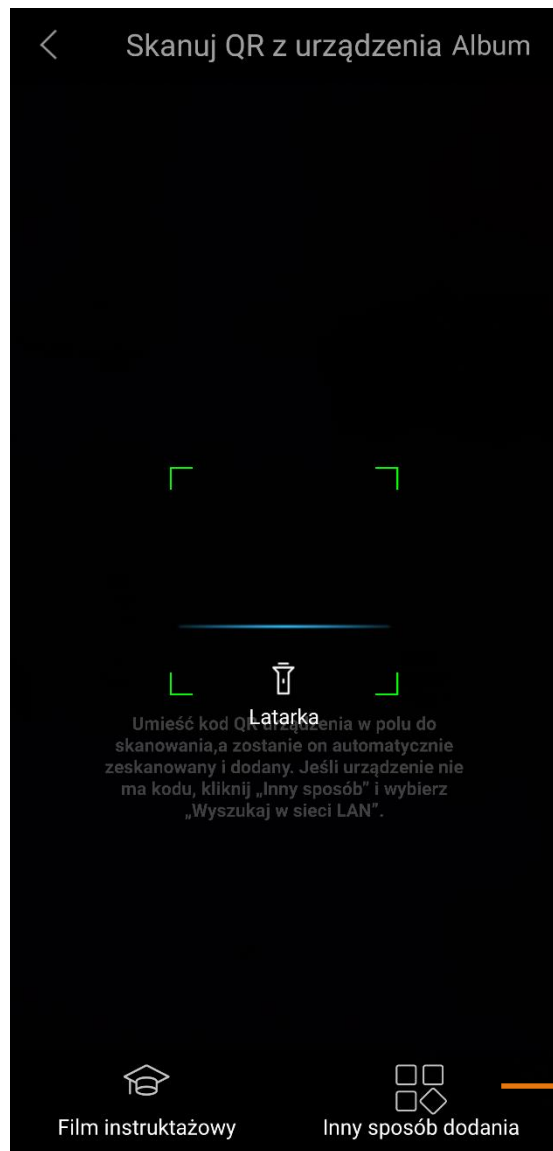 Skanuj QR z urządzenia Album
Latarka
Umieść kod QR urządzenia w polu do
skanowania,a zostanie on automatycznie
zeskanowany i dodany. Jeśli urządzenie nie
ma kodu, kliknij „Inny sposób” i wybierz
„Wyszukaj w sieci LAN”.
Film instruktażowy
Inny sposób dodania